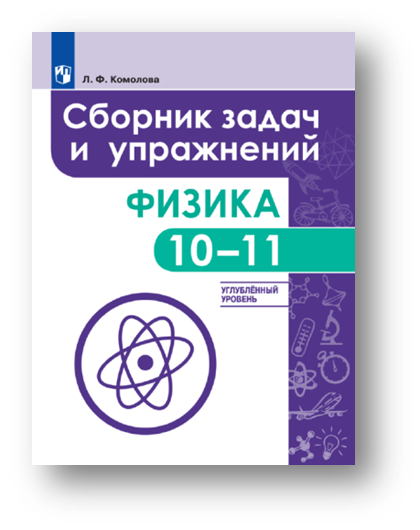 Л. Ф. Комолова
Сборник задач
и упражнений
ФИЗИКА
10–11
УГЛУБЛЁННЫЙ
УРОВЕНЬ